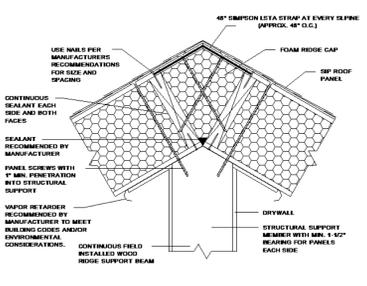 48" SIMPSON LSTA STRAP AT EVERY SLPINE
(APPROX. 48" O.C.)
USE NAILS PER
MANUFACTURERS
RECOMMENDATIONS
FOR SIZE AND
SPACING
FOAM RIDGE CAP
SIP ROOF
PANEL
CONTINUOUS
SEALANT EACH
SIDE AND BOTH
FACES
SEALANT
RECOMMENDED BY
MANUFACTURER
PANEL SCREWS WITH
1" MIN. PENETRATION
INTO STRUCTURAL
SUPPORT
VAPOR RETARDER
RECOMMENDED BY
MANUFACTURER TO MEET
BUILDING CODES AND/OR
ENVIRONMENTAL
CONSIDERATIONS.
CONTINUOUS FIELD
INSTALLED WOOD
RIDGE SUPPORT BEAM
DRYWALL
STRUCTURAL SUPPORT
MEMBER WITH MIN. 1-1/2"
BEARING FOR PANELS
EACH SIDE